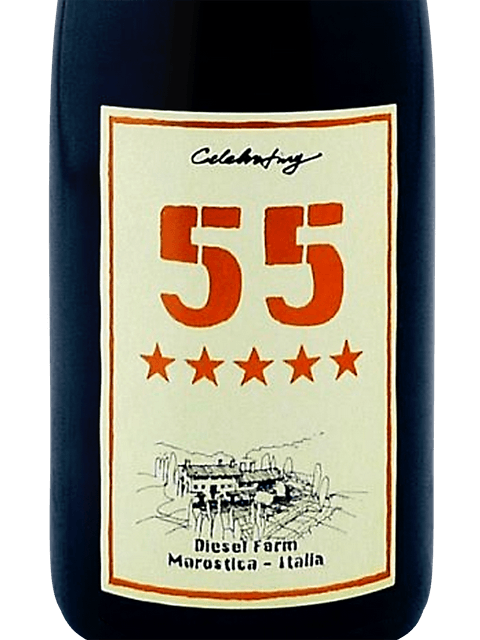 Celebrating
55
Diesel Farm
Marostica - Italia